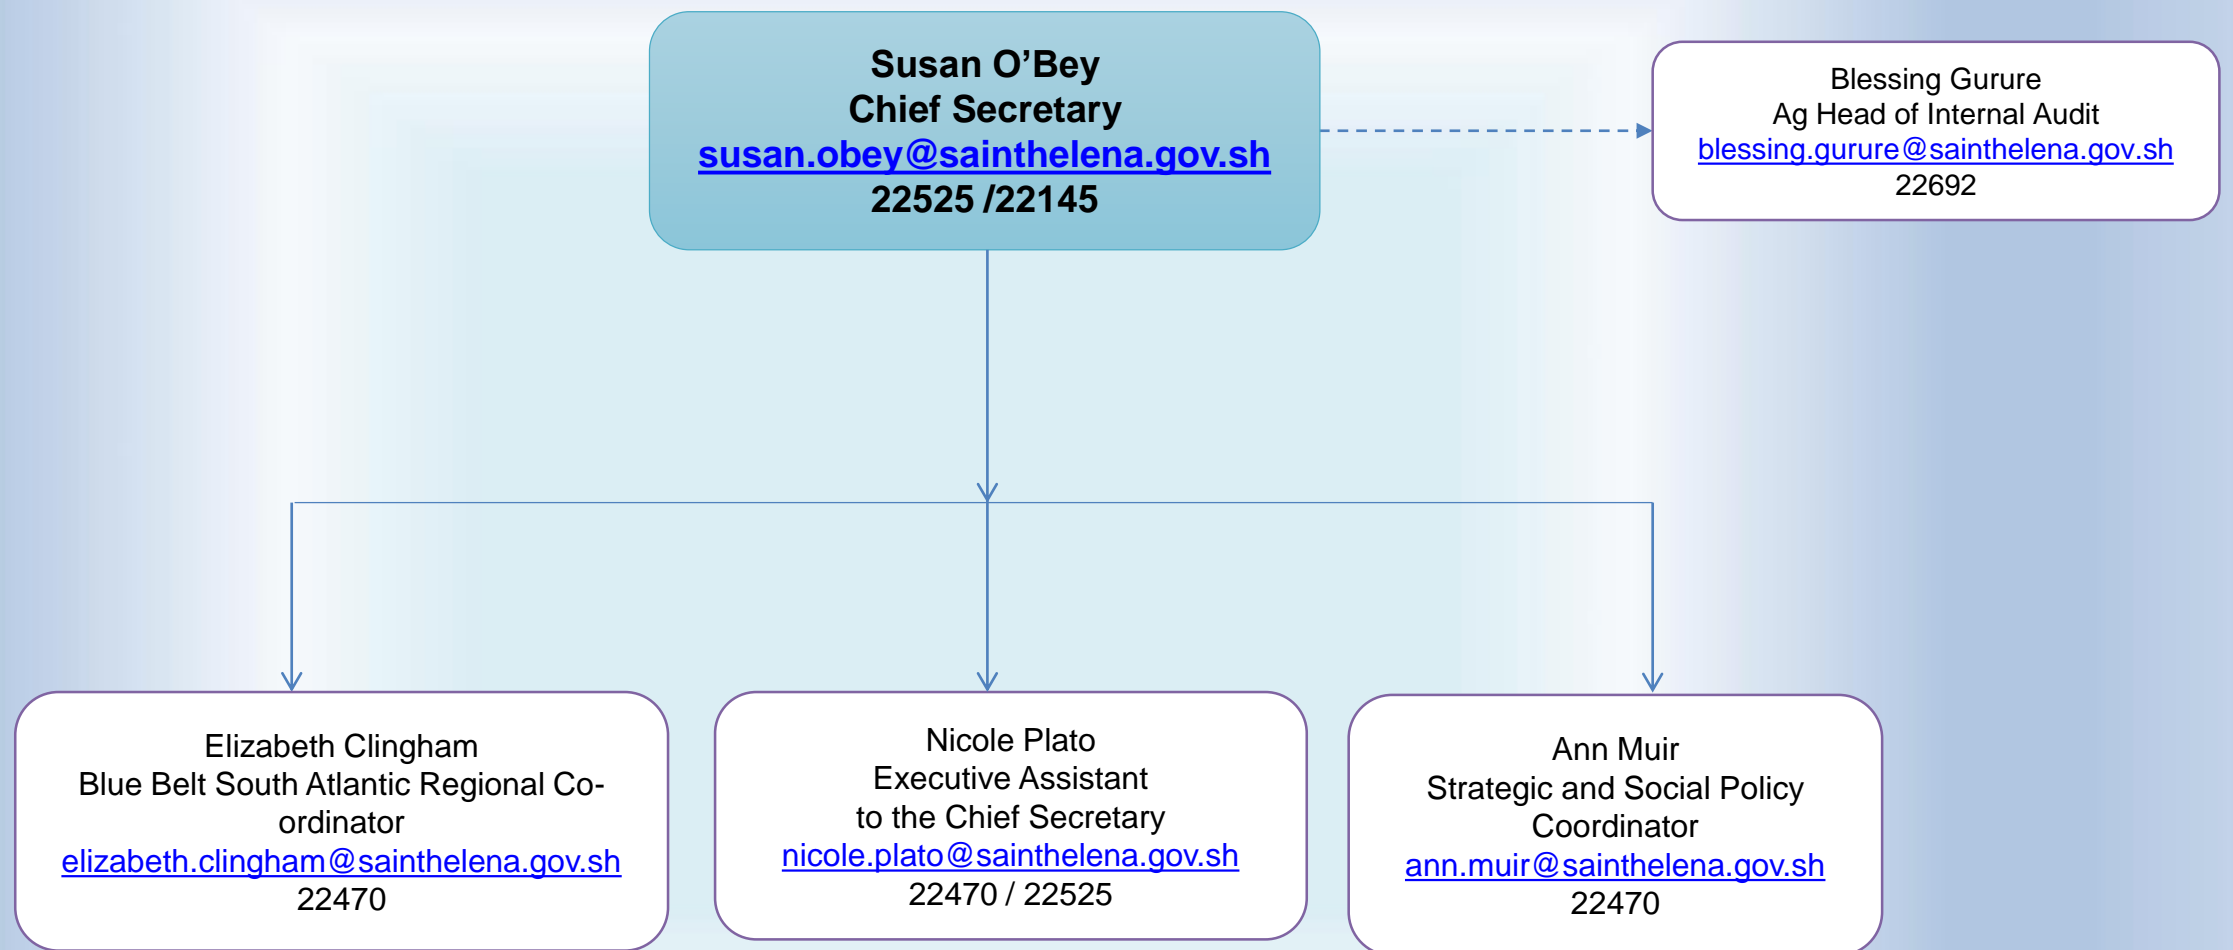 Susan O’Bey
Chief Secretary
susan.obey@sainthelena.gov.sh
22525 /22145
Blessing Gurure
Ag Head of Internal Audit
blessing.gurure@sainthelena.gov.sh
22692
Elizabeth Clingham
Blue Belt South Atlantic Regional Co-
ordinator
elizabeth.clingham@sainthelena.gov.sh
22470
Nicole Plato
Executive Assistant
to the Chief Secretary
nicole.plato@sainthelena.gov.sh
22470 / 22525
Ann Muir
Strategic and Social Policy
Coordinator
ann.muir@sainthelena.gov.sh
22470